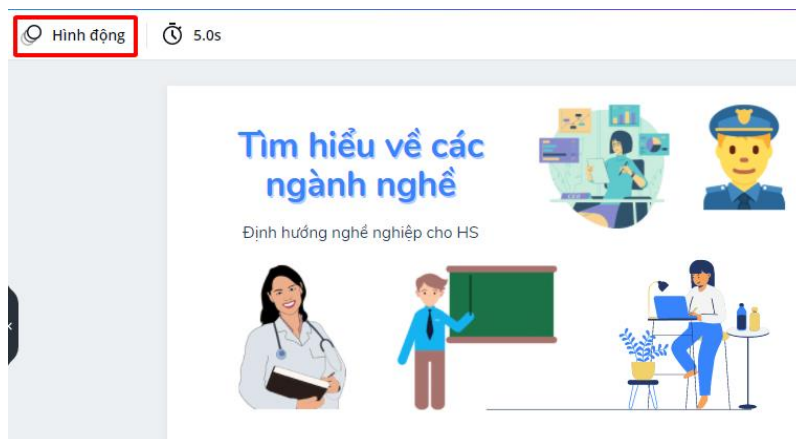 Hình động
5.0s
Tìm hiểu về các
ngành nghề
Định hướng nghề nghiệp cho HS